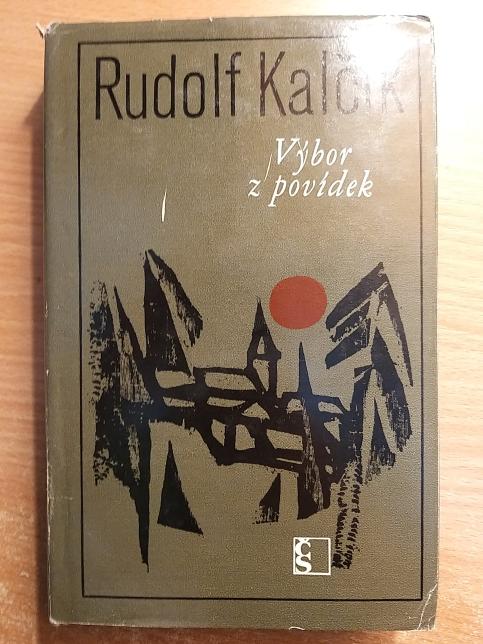 Rudolf Kalčík
Výbor
z povídek
ČS